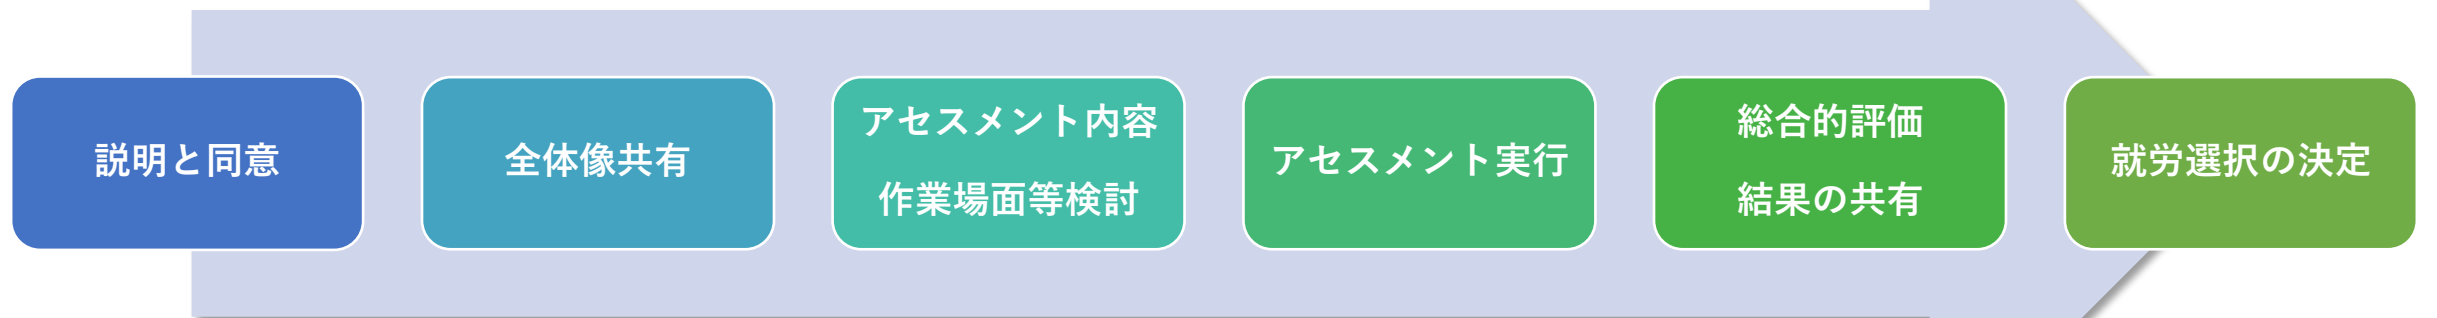 説明と同意
全体像共有
アセスメント内容
作業場面等検討
アセスメント実行
総合的評価
結果の共有
就労選択の決定